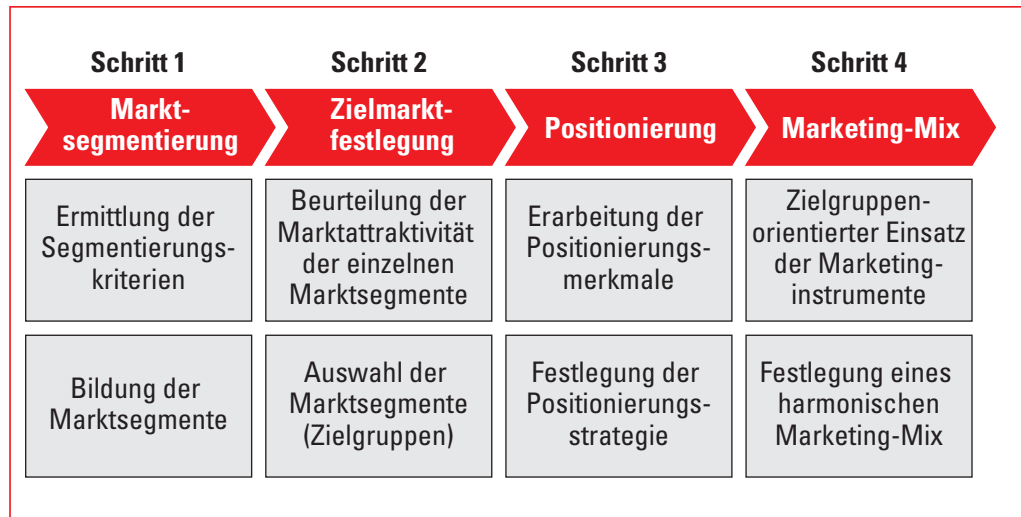 Schritt 1
Schritt 2
Schritt 3
Schritt 4
Markt-
segmentierung
Zielmarkt-
festlegung
Positionierung
Marketing-Mix
Ermittlung der
Segmentierungs-
kriterien
Beurteilung der
Marktattraktivität
der einzelnen
Marktsegmente
Erarbeitung der
Positionierungs-
merkmale
Zielgruppen-
orientierter Einsatz
der Marketing-
instrumente
Bildung der
Marktsegmente
Auswahl der
Marktsegmente
(Zielgruppen)
Festlegung der
Positionierungs-
strategie
Festlegung eines
harmonischen
Marketing-Mix